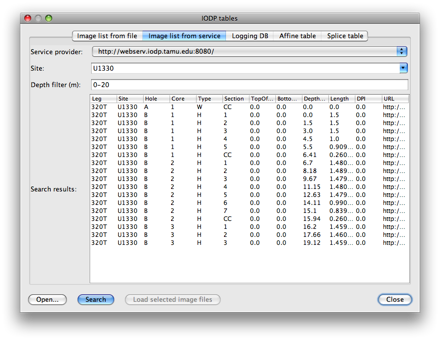 IODP tables
Image list from file Image list from service Logging DB Affine table Splice table
Service provider: http://webserv.iodp.tamu.edu:8080/
Site: U1330
Depth filter (m): 0-20
Leg Site Hole Core Type Section TopOf... Botto... Depth... Length DPI URL
320T U1330 A 1 W CC 0.0 0.0 0.0 0.0 0.0 http:/...
320T U1330 B 1 H 1 0.0 0.0 0.0 1.5 0.0 http:/...
320T U1330 B 1 H 2 0.0 0.0 1.5 1.5 0.0 http:/...
320T U1330 B 1 H 3 0.0 0.0 3.0 1.5 0.0 http:/...
320T U1330 B 1 H 4 0.0 0.0 4.5 1.0 0.0 http:/...
320T U1330 B 1 H 5 0.0 0.0 5.5 0.909... 0.0 http:/...
320T U1330 B 1 H CC 0.0 0.0 6.41 0.260... 0.0 http:/...
320T U1330 B 2 H 1 0.0 0.0 6.7 1.480... 0.0 http:/...
320T U1330 B 2 H 2 0.0 0.0 8.18 1.489... 0.0 http:/...
320T U1330 B 2 H 3 0.0 0.0 9.67 1.479... 0.0 http:/...
Search results: 320T U1330 B 2 H 4 0.0 0.0 11.15 1.480... 0.0 http:/...
320T U1330 B 2 H 5 0.0 0.0 12.63 1.479... 0.0 http:/...
320T U1330 B 2 H 6 0.0 0.0 14.11 0.990... 0.0 http:/...
320T U1330 B 2 H 7 0.0 0.0 15.1 0.839... 0.0 http:/...
320T U1330 B 2 H CC 0.0 0.0 15.94 0.260... 0.0 http:/...
320T U1330 B 3 H 1 0.0 0.0 16.2 1.459... 0.0 http:/...
320T U1330 B 3 H 2 0.0 0.0 17.66 1.460... 0.0 http:/...
320T U1330 B 3 H 3 0.0 0.0 19.12 1.459... 0.0 http:/...
Open... Search Load selected image files Close